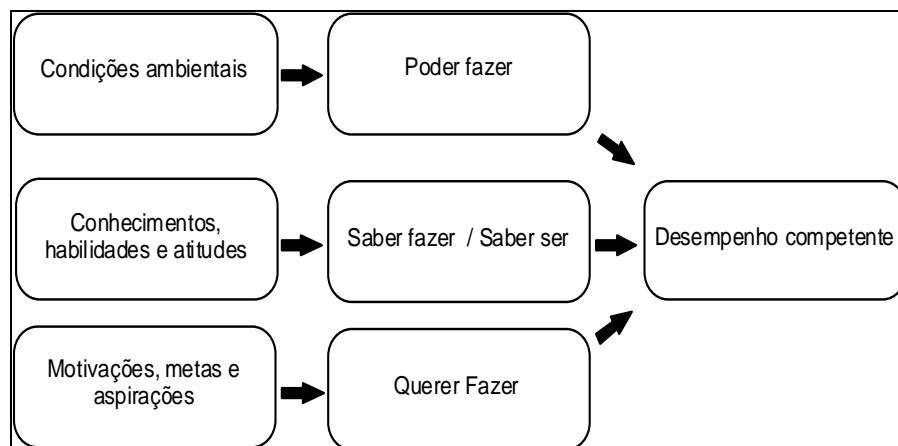 Condições ambientais
Poder fazer
Conhecimentos,
habilidades e atitudes
Saber fazer / Saber ser
Desempenho competente
Motivações, metas e
aspirações
Querer Fazer